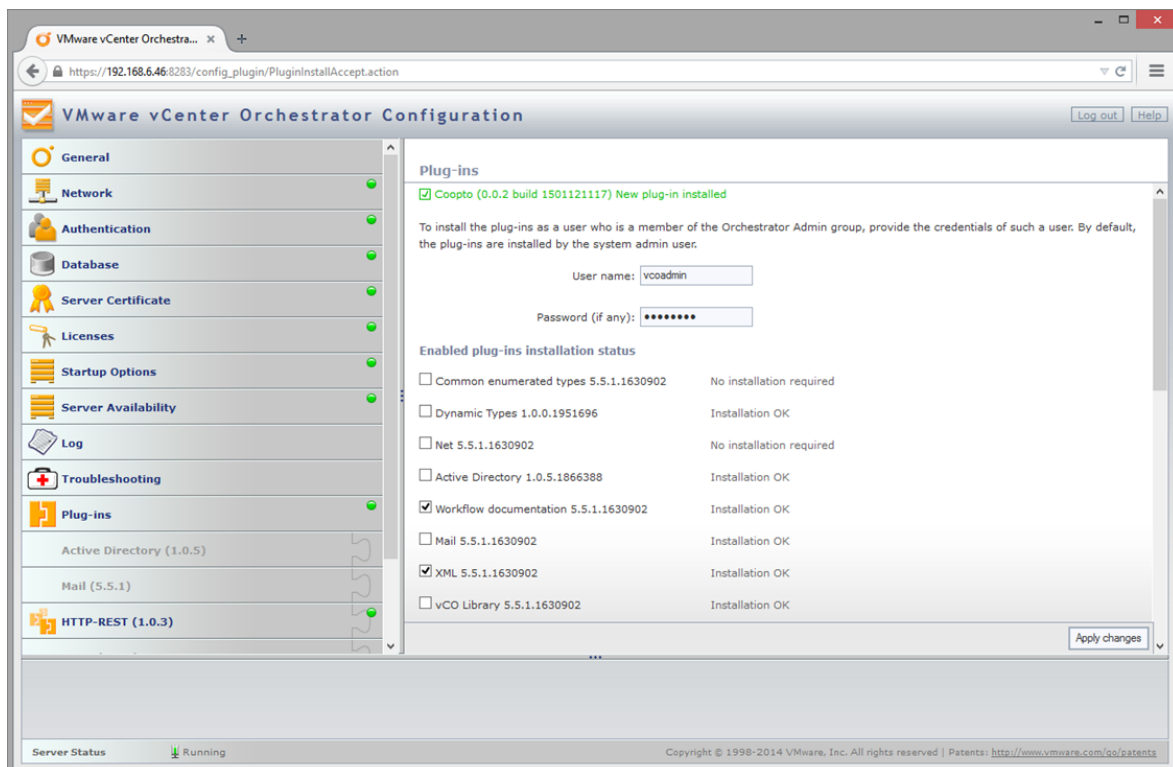 VMware vCenter Orchestra...
https://192.168.6.46:8283/config_plugin/PluginInstallAccept.action
VMware vCenter Orchestrator Configuration
Log out
Help
General
Network
Authentication
Database
Server Certificate
Licenses
Startup Options
Server Availability
Log
Troubleshooting
Plug-ins
Active Directory (1.0.5)
Mail (5.5.1)
HTTP-REST (1.0.3)
Plug-ins
Coopto (0.0.2 build 1501121117) New plug-in installed
To install the plug-ins as a user who is a member of the Orchestrator Admin group, provide the credentials of such a user. By default,
the plug-ins are installed by the system admin user.
User name: vcoadmin
Password (if any): ••••••••
Enabled plug-ins installation status
Common enumerated types 5.5.1.1630902 No installation required
Dynamic Types 1.0.0.1951696 Installation OK
Net 5.5.1.1630902 No installation required
Active Directory 1.0.5.1866388 Installation OK
Workflow documentation 5.5.1.1630902 Installation OK
Mail 5.5.1.1630902 Installation OK
XML 5.5.1.1630902 Installation OK
vCO Library 5.5.1.1630902 Installation OK
Apply changes
Server Status Running
Copyright © 1998-2014 VMware, Inc. All rights reserved | Patents: http://www.vmware.com/go/patents